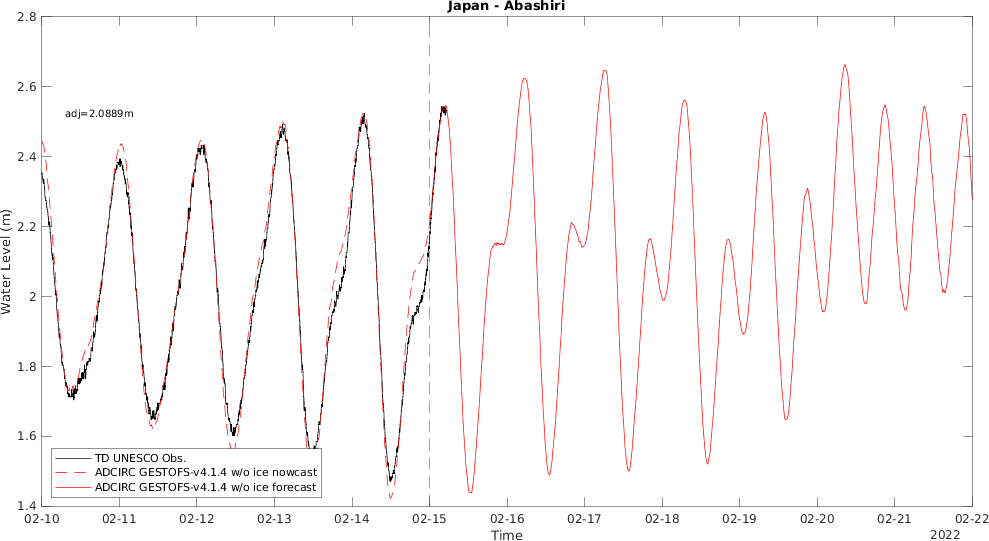 Japan - Abashiri
2.8
2.6
2.4
2.2
2
1.8
1.6
1.4
Water Level (m)
adj=2.0889m
TD UNESCO Obs.
ADCIRC GESTOFS-v4.1.4 w/o ice nowcast
ADCIRC GESTOFS-v4.1.4 w/o ice forecast
02-10 02-11 02-12 02-13 02-14 02-15 02-16 02-17 02-18 02-19 02-20 02-21 02-22
Time
2022